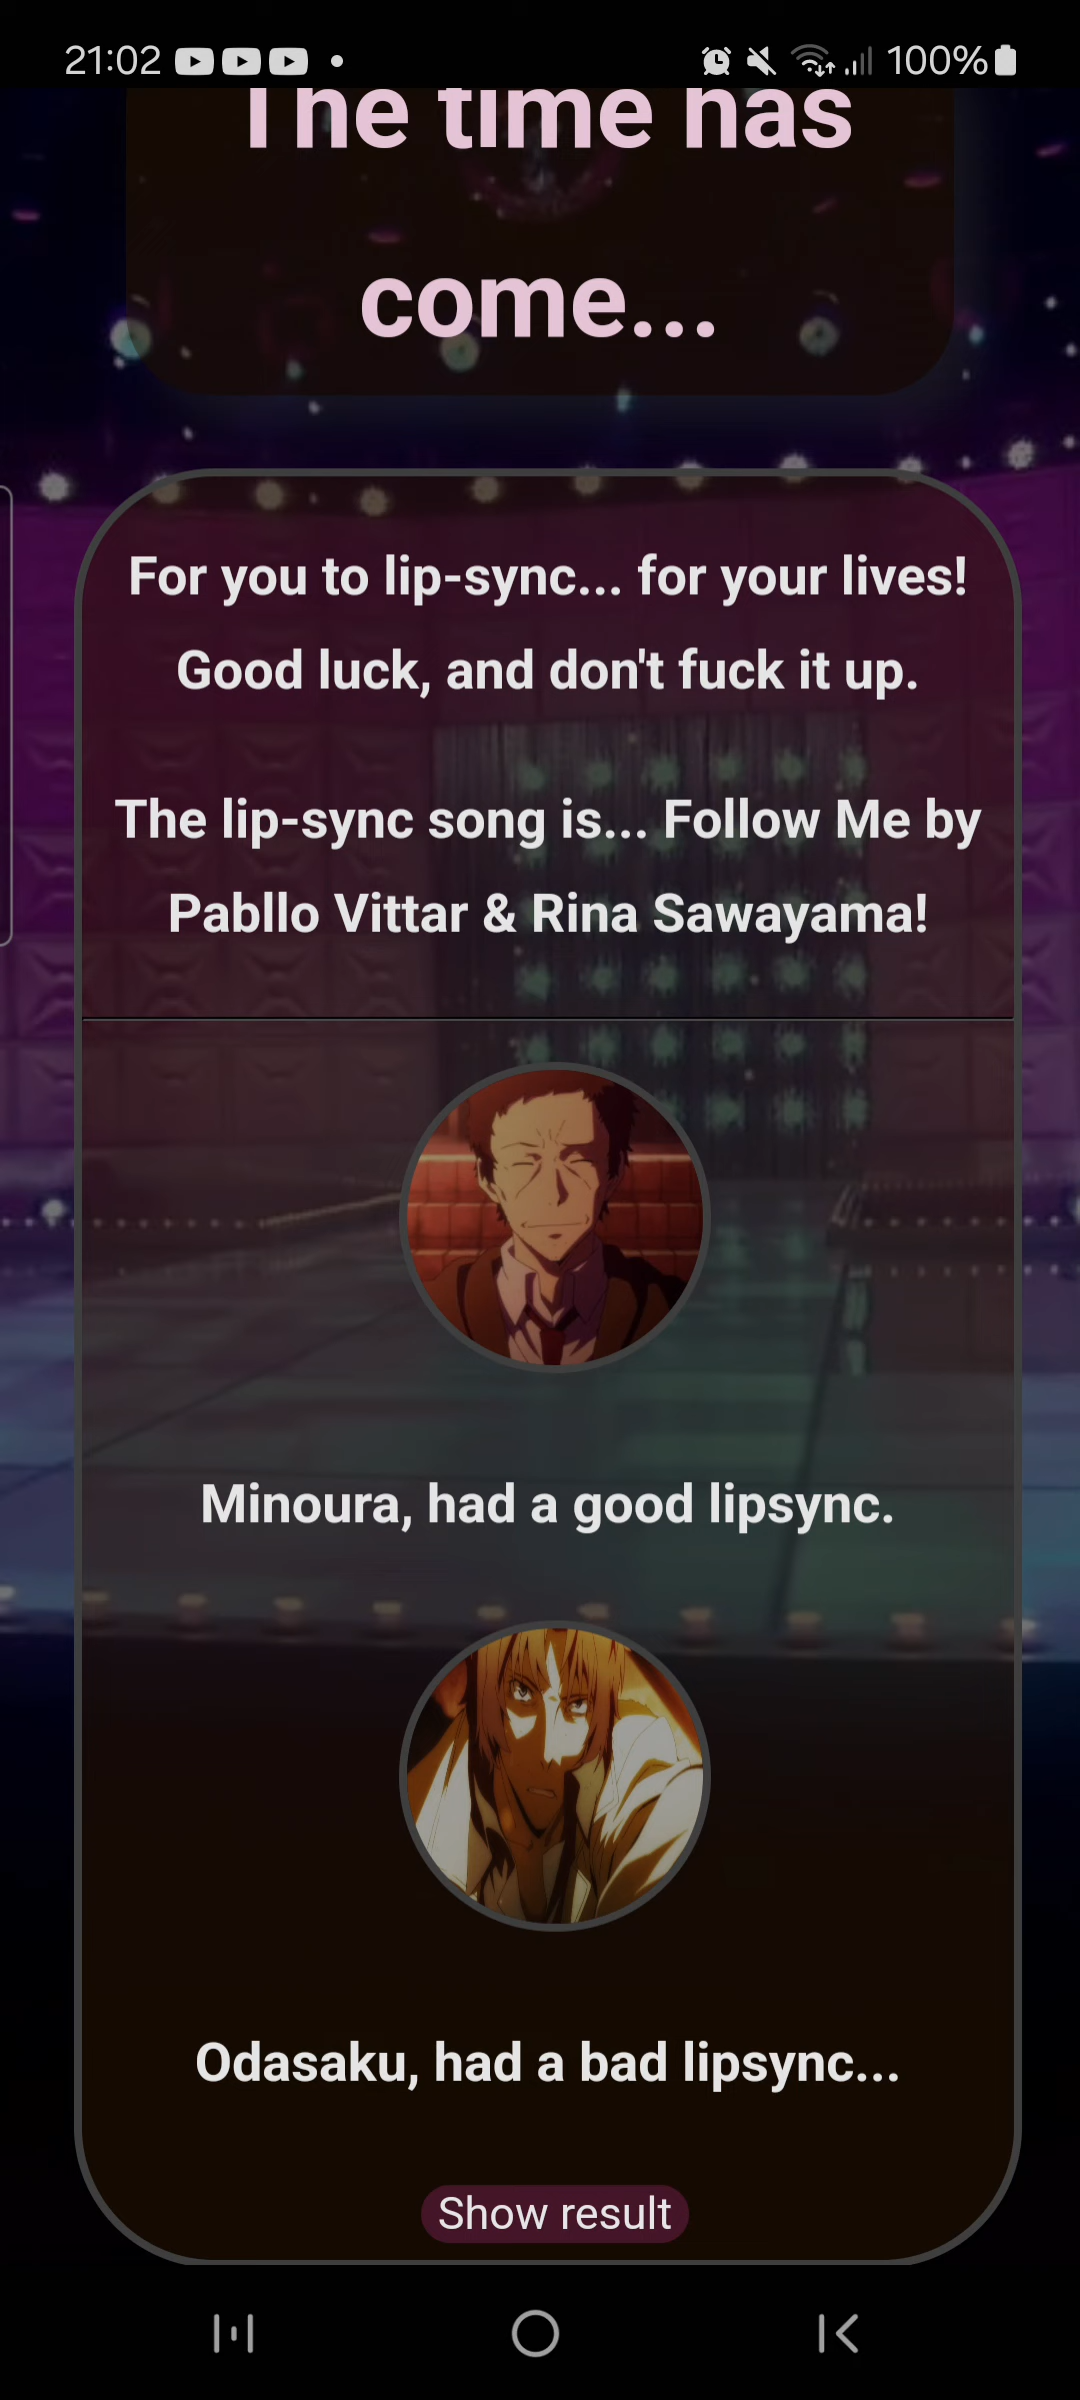 21:02
100%
The time has
come...
For you to lip-sync... for your lives!
Good luck, and don't fuck it up.
The lip-sync song is... Follow Me by
Pabllo Vittar & Rina Sawayama!
Minoura, had a good lipsync.
Odasaku, had a bad lipsync...
Show result